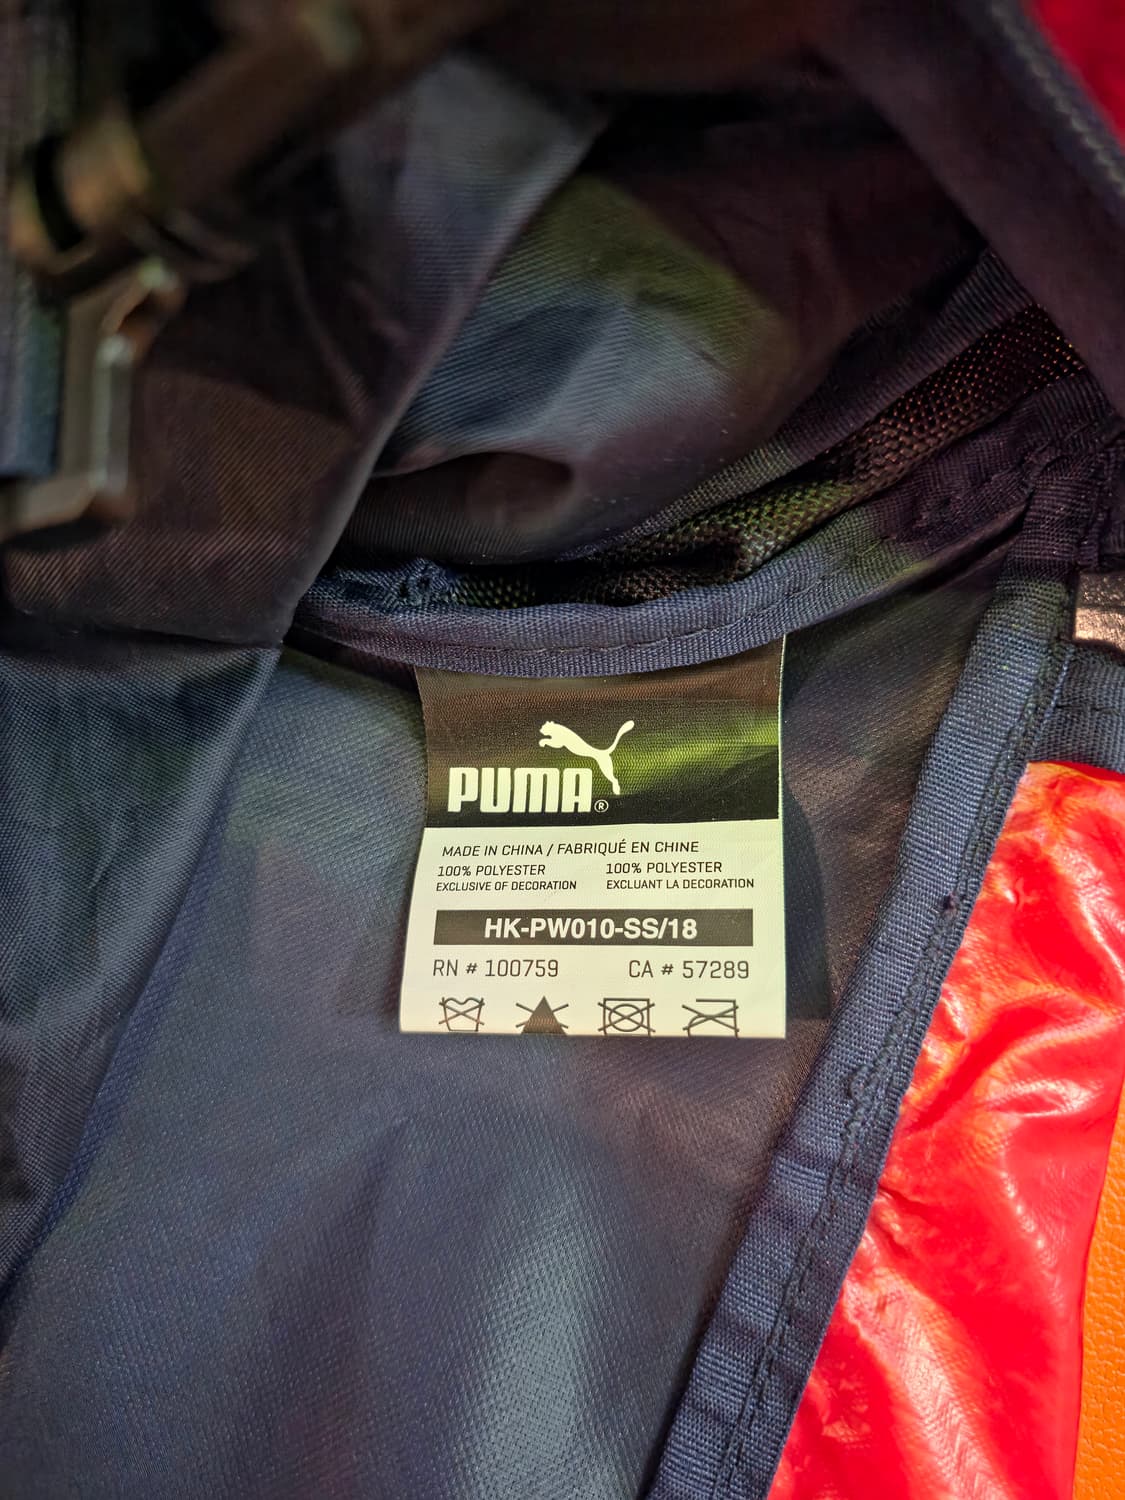 PUMA®
MADE IN CHINA / FABRIQUÉ EN CHINE
100% POLYESTER 100% POLYESTER
EXCLUSIVE OF DECORATION EXCLUANT LA DECORATION
HK-PW010-SS/18
RN # 100759 CA # 57289